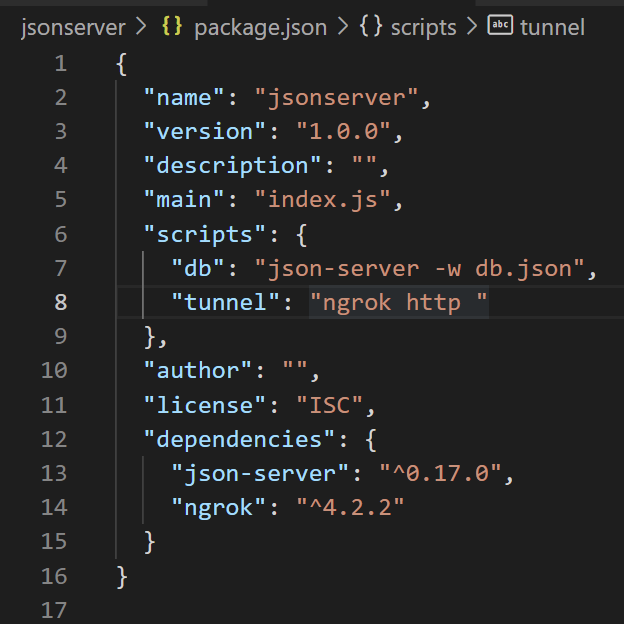 jsonserver > {} package.json > {} scripts > abc tunnel
1 {
2 "name": "jsonserver",
3 "version": "1.0.0",
4 "description": "",
5 "main": "index.js",
6 "scripts": {
7 "db": "json-server -w db.json",
8 "tunnel": "ngrok http "
9 },
10 "author": "",
11 "license": "ISC",
12 "dependencies": {
13 "json-server": "^0.17.0",
14 "ngrok": "^4.2.2"
15 }
16 }
17